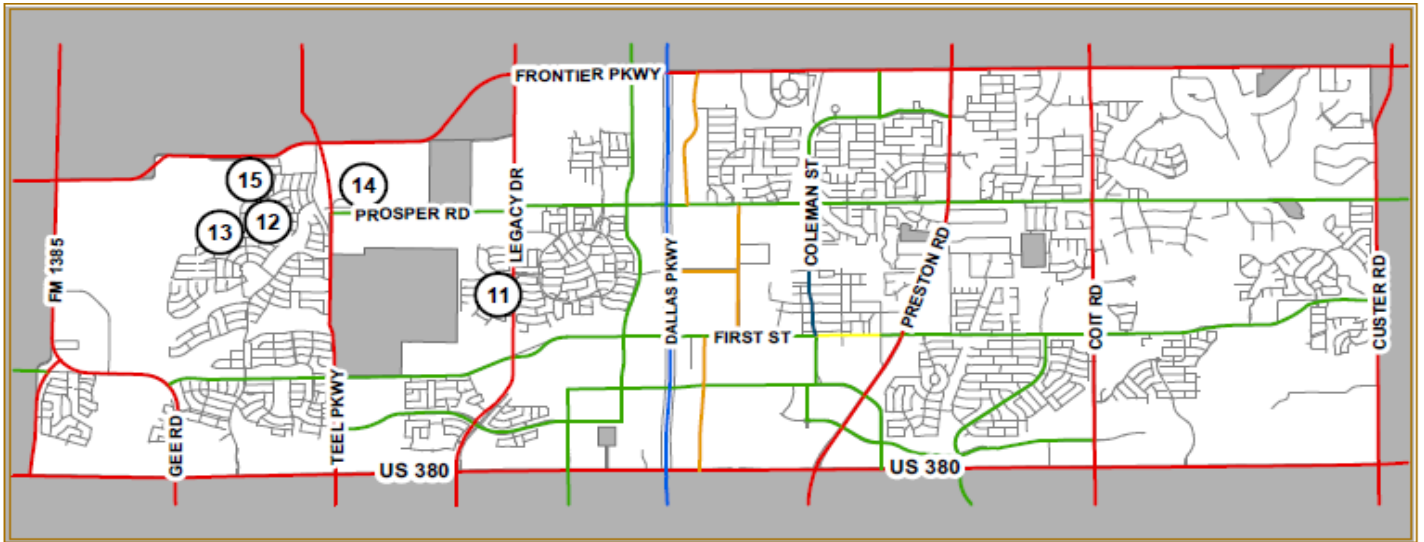 FRONTIER PKWY
15
14
12
13
PROSPER RD
LEGACY DR
COLEMAN ST
FM 1385
11
DALLAS PKWY
PRESTON RD
COIT RD
CUSTER RD
FIRST ST
GEE RD
TEEL PKWY
US 380
US 380